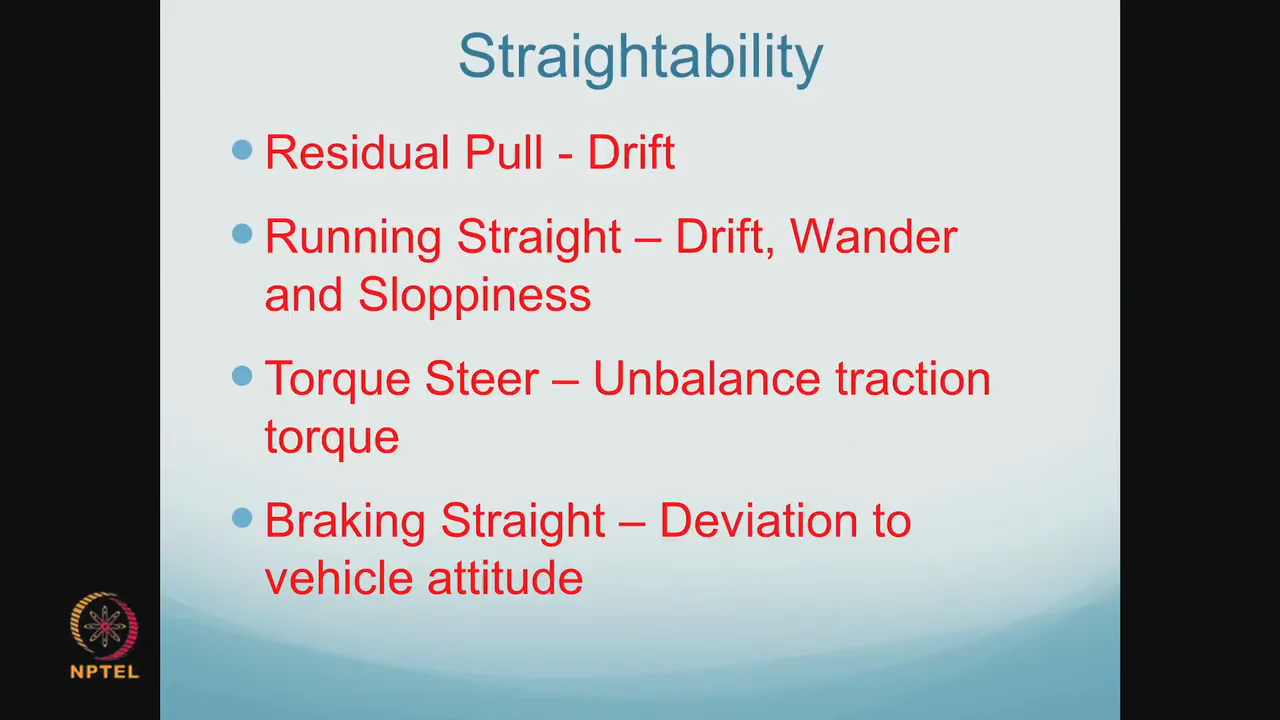 Straightability
• Residual Pull - Drift
• Running Straight – Drift, Wander
and Sloppiness
• Torque Steer – Unbalance traction
torque
• Braking Straight – Deviation to
vehicle attitude
NPTEL